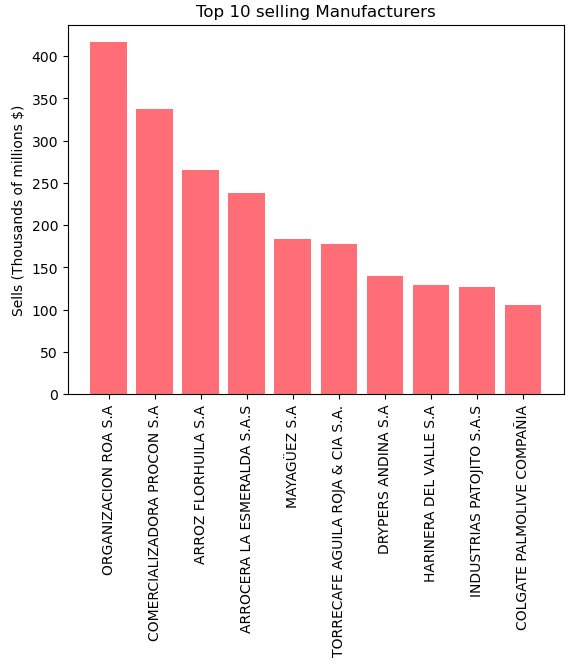 Top 10 selling Manufacturers
Sells (Thousands of millions $)
400
350
300
250
200
150
100
50
0
ORGANIZACION ROA S.A
COMERCIALIZADORA PROCON S.A
ARROZ FLORHUILA S.A
ARROCERA LA ESMERALDA S.A.S
MAYAGÜEZ S.A
TORRECAFE AGUILA ROJA & CIA S.A.
DRYPERS ANDINA S.A
HARINERA DEL VALLE S.A
INDUSTRIAS PATOJITO S.A.S
COLGATE PALMOLIVE COMPAÑIA